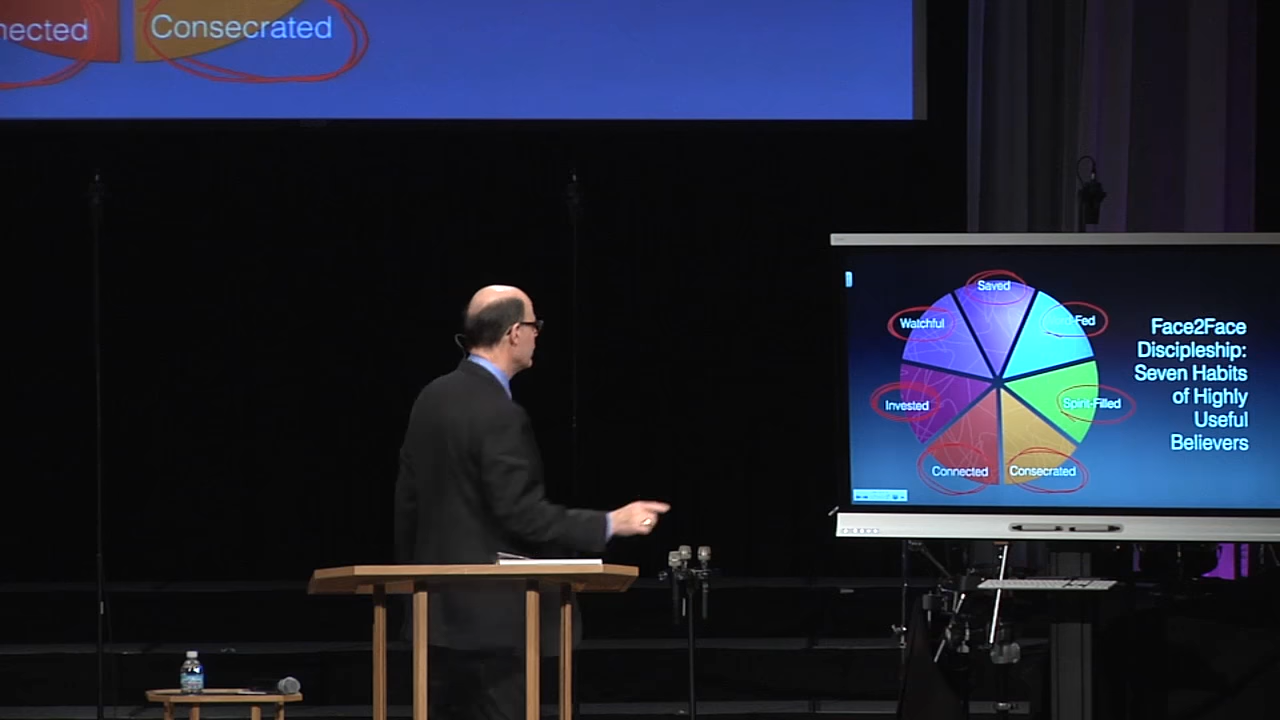 nected
Consecrated
Saved
Watchful
-Fed
Invested
Spirit-Filled
Connected
Consecrated
Face2Face
Discipleship:
Seven Habits
of Highly
Useful
Believers